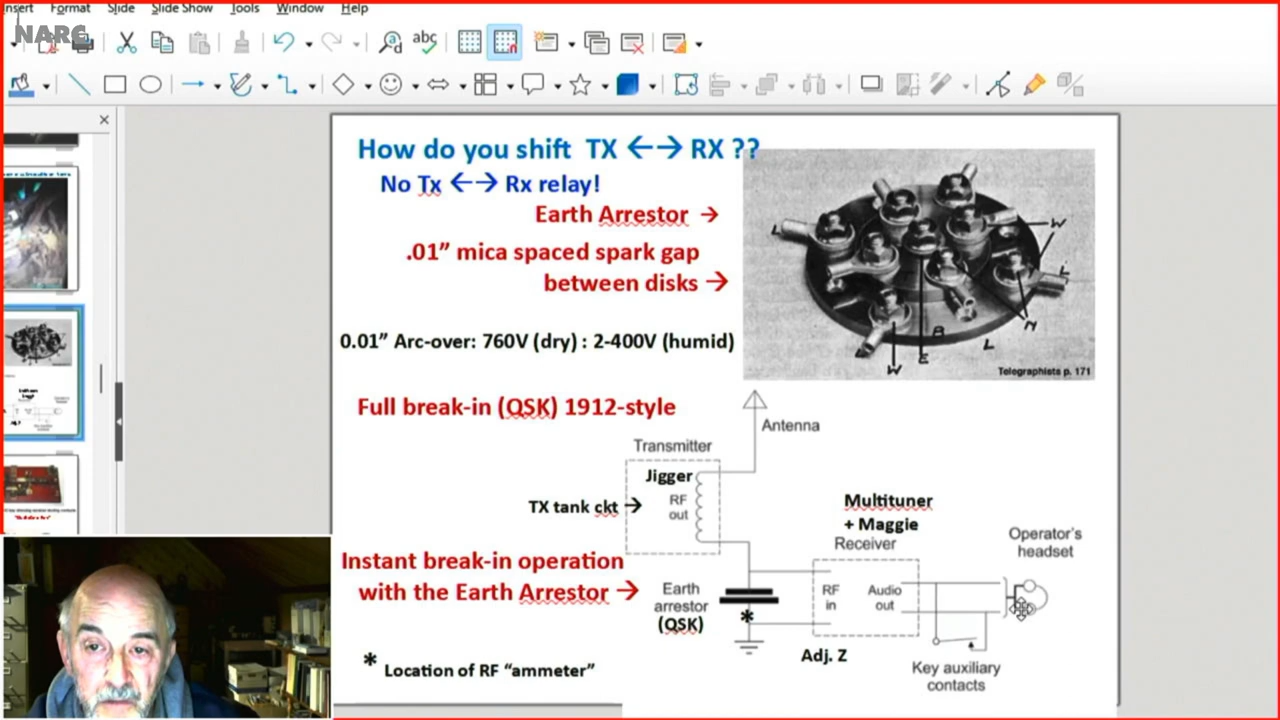 nsert Format Slide Slide Show Tools Window Help
NARC
abc
How do you shift TX ←→ RX ??
No Tx ←→ Rx relay!
Earth Arrestor →
.01” mica spaced spark gap
between disks →
0.01” Arc-over: 760V (dry) : 2-400V (humid)
L
W
L
N
B
L
E
L
W
Telegraphists p. 171
Full break-in (QSK) 1912-style
Antenna
Transmitter
Jigger
RF
out
TX tank ckt →
Multituner
+ Maggie
Receiver
Operator’s
headset
Instant break-in operation
with the Earth Arrestor →
Earth
arrestor
(QSK)
*
RF
in
Audio
out
Adj. Z
Key auxiliary
contacts
* Location of RF “ammeter”